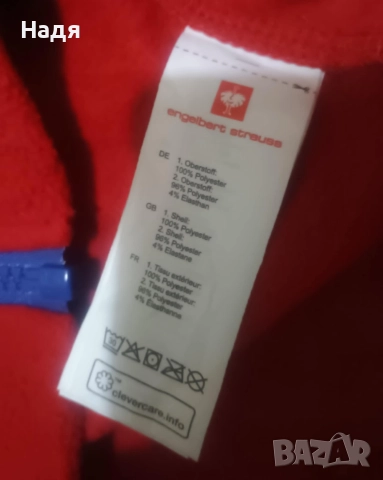 Надя
engelbert strauss
DE
1. Oberstoff:
100% Polyester
2. Oberstoff:
96% Polyester
4% Elasthan
GB
1. Shell:
100% Polyester
2. Shell:
96% Polyester
4% Elastane
FR
1. Tissu extérieur:
100% Polyester
2. Tissu extérieur:
96% Polyester
4% Élasthanne
™
clevercare.info
BAZAR